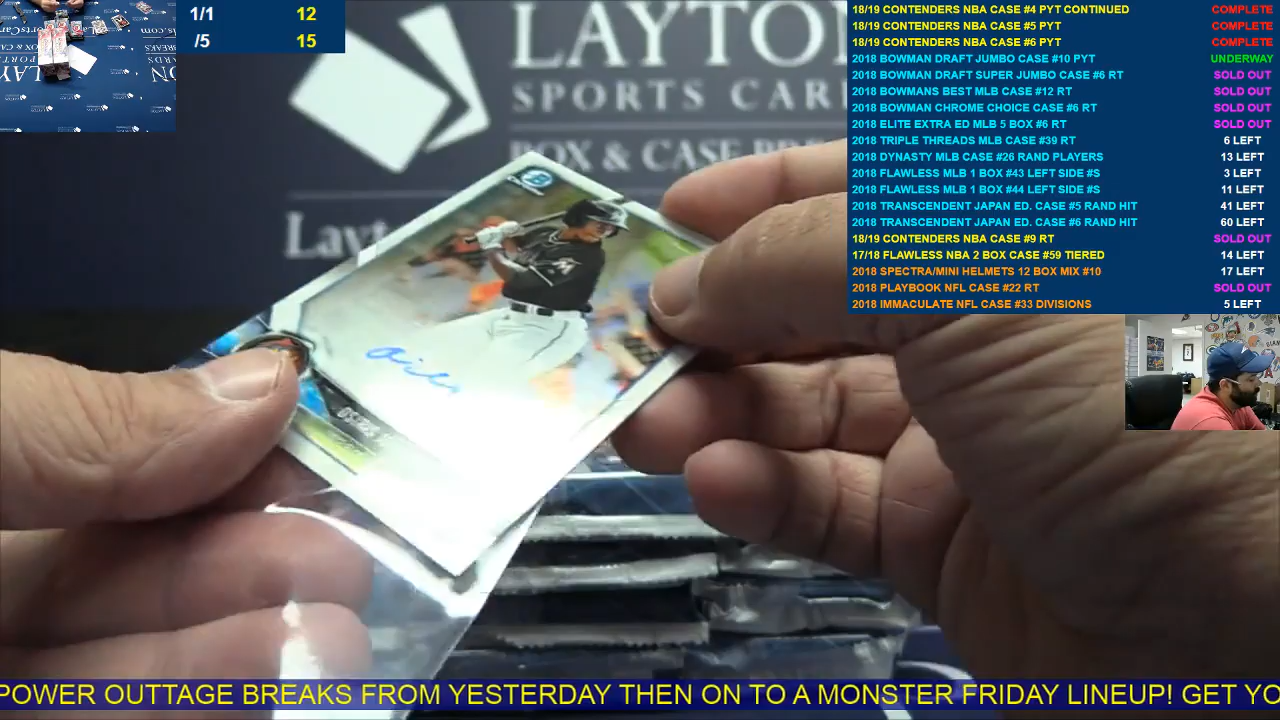 1/1 12
/5 15
LAYTON
SPORTS CAR
BOX & CASE BRE
Layt
18/19 CONTENDERS NBA CASE #4 PYT CONTINUED COMPLETE
18/19 CONTENDERS NBA CASE #5 PYT COMPLETE
18/19 CONTENDERS NBA CASE #6 PYT COMPLETE
2018 BOWMAN DRAFT JUMBO CASE #10 PYT UNDERWAY
2018 BOWMAN DRAFT SUPER JUMBO CASE #6 RT SOLD OUT
2018 BOWMANS BEST MLB CASE #12 RT SOLD OUT
2018 BOWMAN CHROME CHOICE CASE #6 RT SOLD OUT
2018 ELITE EXTRA ED MLB 5 BOX #6 RT SOLD OUT
2018 TRIPLE THREADS MLB CASE #39 RT 6 LEFT
2018 DYNASTY MLB CASE #26 RAND PLAYERS 13 LEFT
2018 FLAWLESS MLB 1 BOX #43 LEFT SIDE #S 3 LEFT
2018 FLAWLESS MLB 1 BOX #44 LEFT SIDE #S 11 LEFT
2018 TRANSCENDENT JAPAN ED. CASE #5 RAND HIT 41 LEFT
2018 TRANSCENDENT JAPAN ED. CASE #6 RAND HIT 60 LEFT
18/19 CONTENDERS NBA CASE #9 RT SOLD OUT
17/18 FLAWLESS NBA 2 BOX CASE #59 TIERED 14 LEFT
2018 SPECTRA/MINI HELMETS 12 BOX MIX #10 17 LEFT
2018 PLAYBOOK NFL CASE #22 RT SOLD OUT
2018 IMMACULATE NFL CASE #33 DIVISIONS 5 LEFT
POWER OUTTAGE BREAKS FROM YESTERDAY THEN ON TO A MONSTER FRIDAY LINEUP! GET YO